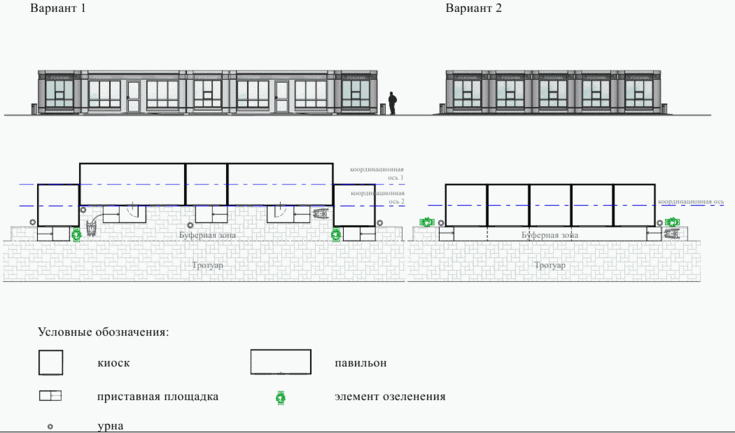 Вариант 1
Вариант 2
координационная
ось 1
координационная
ось 2
координационная ось
Буферная зона
Буферная зона
Тротуар
Тротуар
Условные обозначения:
киоск
павильон
приставная площадка
элемент озеленения
урна